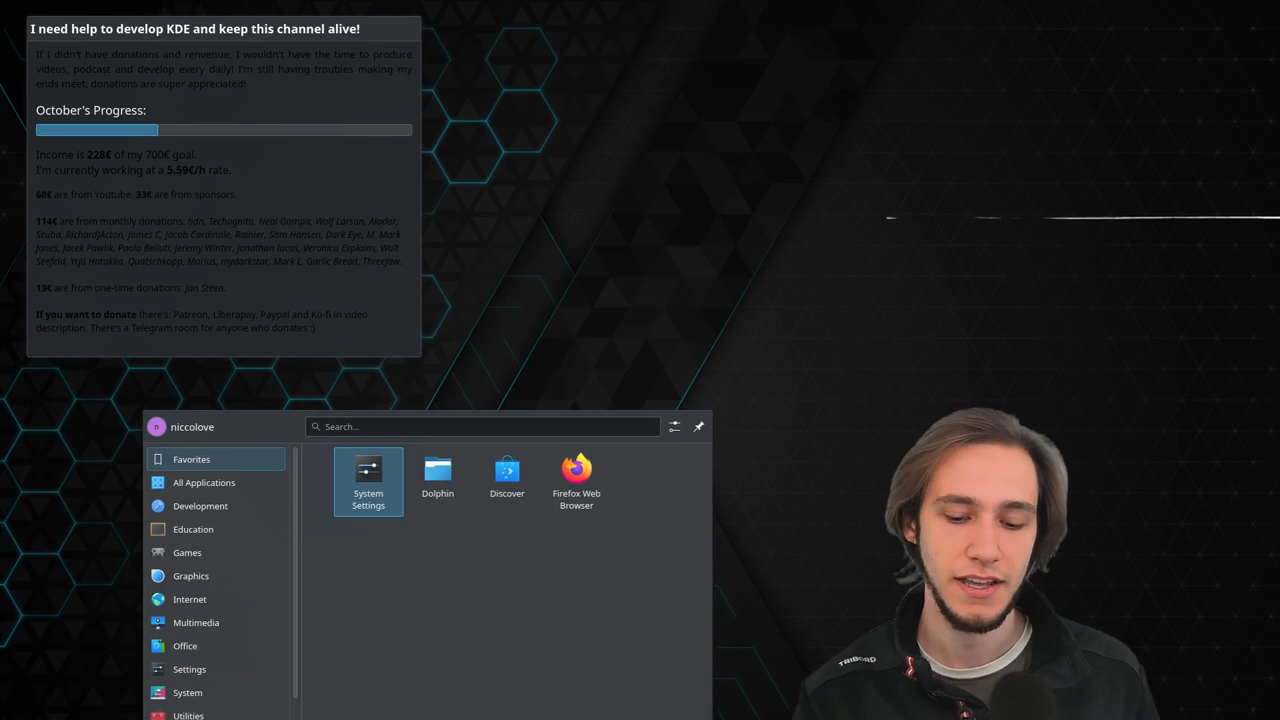 I need help to develop KDE and keep this channel alive!
If I didn't have donations and renvenue, I wouldn't have the time to produce
videos, podcast and develop every daily! I'm still having troubles making my
ends meet; donations are super appreciated!
October's Progress:
Income is 228€ of my 700€ goal.
I'm currently working at a 5.59€/h rate.
68€ are from Youtube, 33€ are from sponsors.
114€ are from monthly donations: hdn, Techognito, Neal Gompa, Wolf Larson, Alador,
Scuba, RichardJActon, James C, Jacob Cardinale, Rainier, Sam Hansen, Dark Eye, M, Mark
Jones, Jacek Pawlik, Paolo Belluti, Jeremy Winter, jonathan lucas, Veronica Explains, Walt
Seefeld, Yrjö Hatakka, Quatschkopp, Marius, mydarkstar, Mark L, Garlic Bread, ThreeJaw.
13€ are from one-time donations: Jan Steen.
If you want to donate there's: Patreon, Liberapay, Paypal and Ko-fi in video
description. There's a Telegram room for anyone who donates :)
n niccolove
Search...
Favorites
All Applications
Development
Education
Games
Graphics
Internet
Multimedia
Office
Settings
System
Utilities
System
Settings
Dolphin
Discover
Firefox Web
Browser
TRIBORD